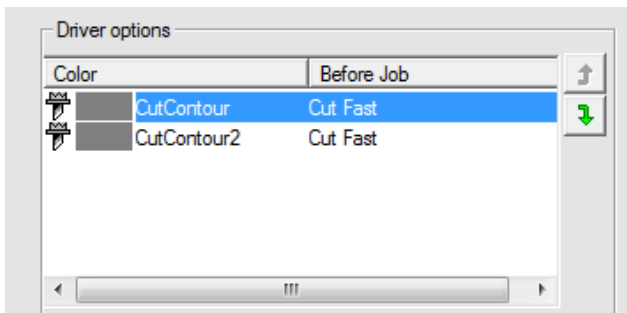 Driver options
Color Before Job
CutContour Cut Fast
CutContour2 Cut Fast